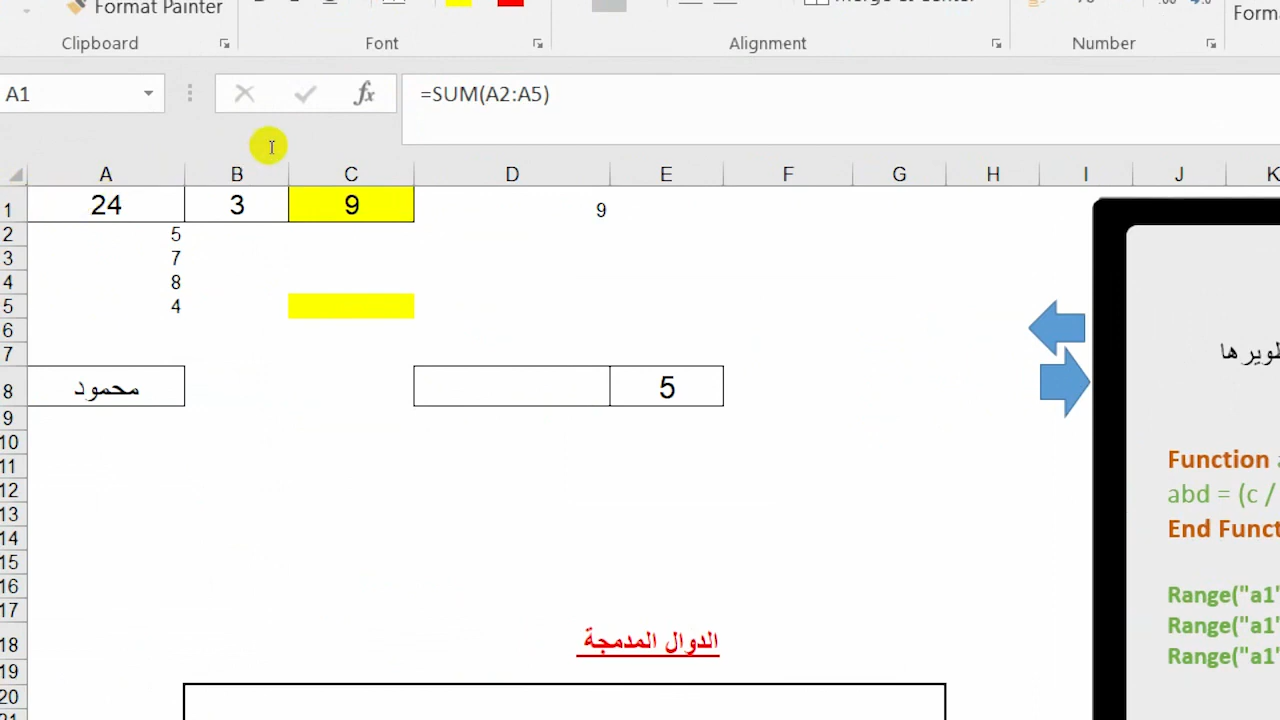 Format Painter
Clipboard Font Alignment Number
A1 fx =SUM(A2:A5)
A B C D E F G H I J K
1 24 3 9 9
2 5
3 7
4 8
5 4
6
7
8 محمود 5
9
10
11
12
13
14
15
16
17
18 الدوال المدمجة
19
20
Function
abd = (c /
End Funct
Range("a1"
Range("a1"
Range("a1"